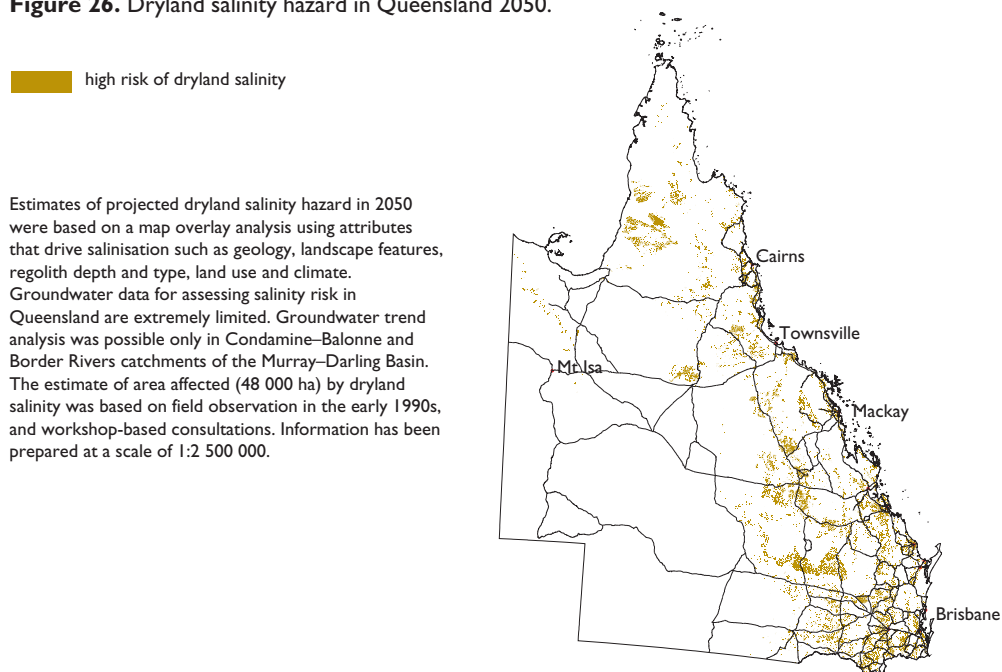 Figure 26. Dryland salinity hazard in Queensland 2050.
high risk of dryland salinity
Estimates of projected dryland salinity hazard in 2050
were based on a map overlay analysis using attributes
that drive salinisation such as geology, landscape features,
regolith depth and type, land use and climate.
Groundwater data for assessing salinity risk in
Queensland are extremely limited. Groundwater trend
analysis was possible only in Condamine–Balonne and
Border Rivers catchments of the Murray–Darling Basin.
The estimate of area affected (48 000 ha) by dryland
salinity was based on field observation in the early 1990s,
and workshop-based consultations. Information has been
prepared at a scale of 1:2 500 000.
Cairns
Townsville
Mt Isa
Mackay
Brisbane